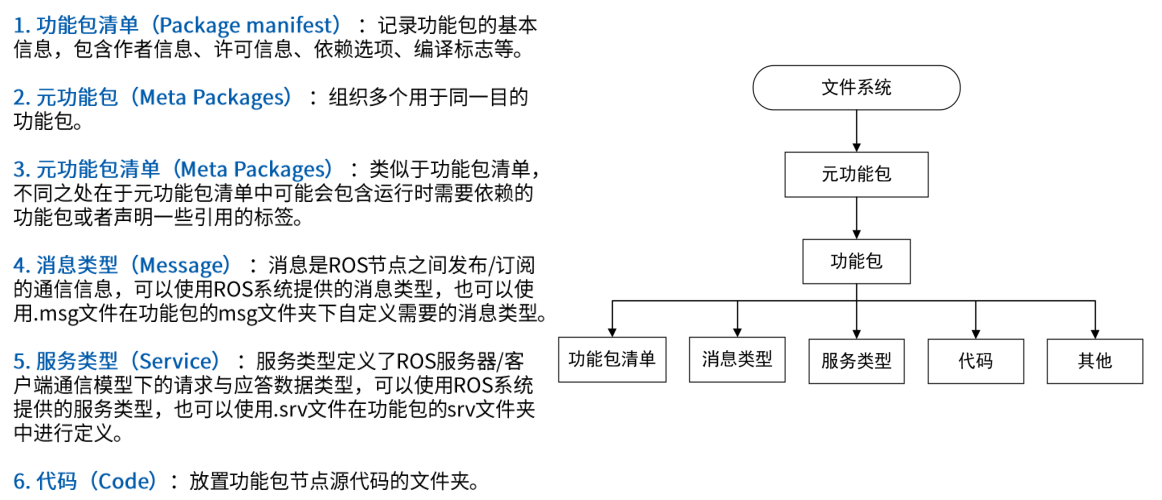 1. 功能包清单（Package manifest）：记录功能包的基本
信息，包含作者信息、许可信息、依赖选项、编译标志等。
2. 元功能包（Meta Packages）：组织多个用于同一目的
功能包。
3. 元功能包清单（Meta Packages）：类似于功能包清单，
不同之处在于元功能包清单中可能会包含运行时需要依赖的
功能包或者声明一些引用的标签。
4. 消息类型（Message）：消息是ROS节点之间发布/订阅
的通信信息，可以使用ROS系统提供的消息类型，也可以使
用.msg文件在功能包的msg文件夹下自定义需要的消息类型。
5. 服务类型（Service）：服务类型定义了ROS服务器/客
户端通信模型下的请求与应答数据类型，可以使用ROS系统
提供的服务类型，也可以使用.srv文件在功能包的srv文件夹
中进行定义。
6. 代码（Code）：放置功能包节点源代码的文件夹。
文件系统
元功能包
功能包
功能包清单
消息类型
服务类型
代码
其他